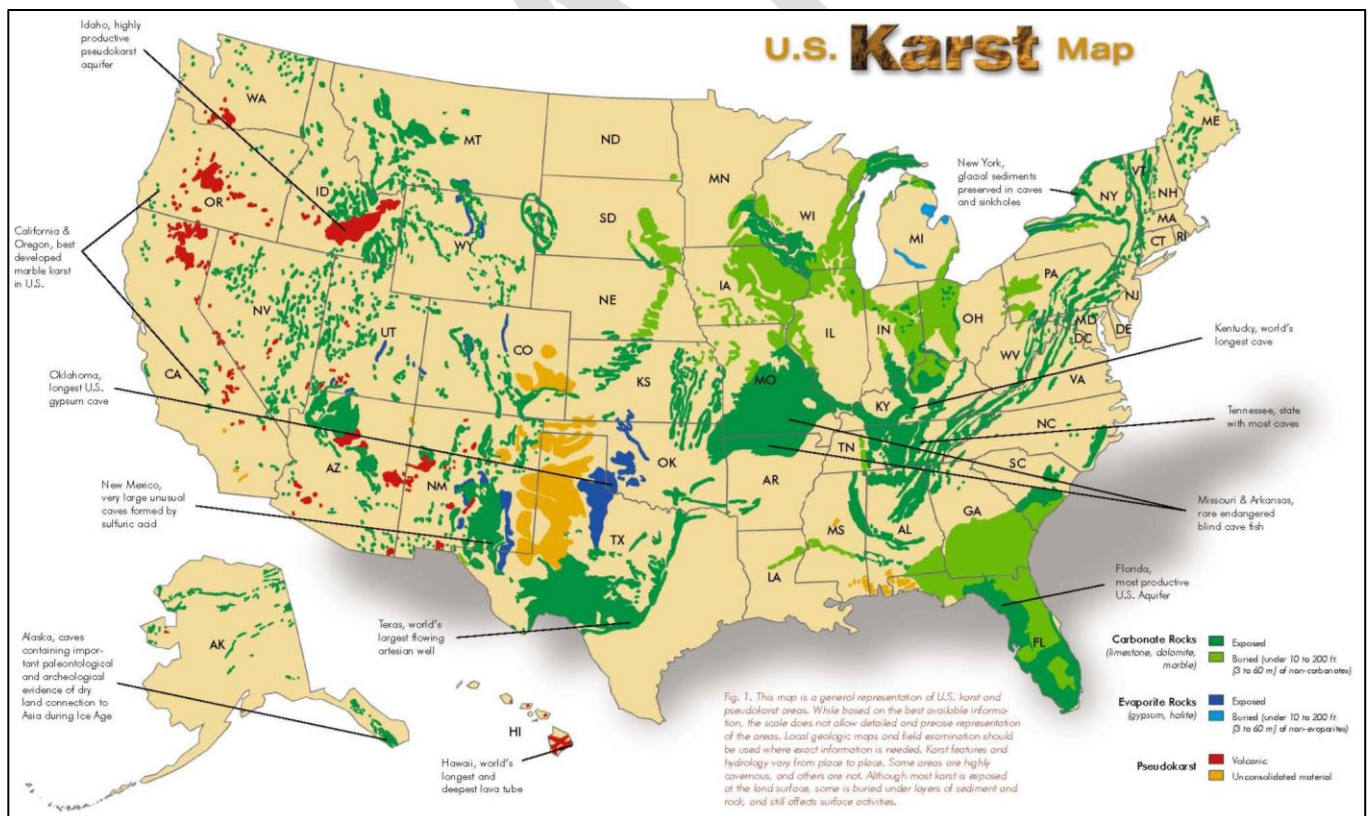 U.S. Karst Map
Idaho, highly
productive
pseudokarst
aquifer
WA
MT
ND
MN
ME
OR
ID
SD
WI
New York,
glacial sediments
preserved in caves
and sinkholes
NY
VT
NH
MA
CT
RI
WY
MI
California &
Oregon, best
developed
marble karst
in U.S.
NE
IA
PA
NJ
NV
UT
CO
IL
IN
OH
MD
DE
DC
WV
VA
Kentucky, world's
longest cave
CA
KS
MO
KY
Oklahoma,
longest U.S.
gypsum cave
Tennessee, state
with most caves
AZ
NM
OK
TN
NC
AR
SC
New Mexico,
very large unusual
caves formed by
sulfuric acid
Missouri & Arkansas,
rare endangered
blind cave fish
TX
MS
AL
GA
LA
Florida,
most productive
U.S. Aquifer
FL
Alaska, caves
containing impor-
tant paleontological
and archeological
evidence of dry
land connection to
Asia during Ice Age
AK
Texas, world's
largest flowing
artesian well
HI
Hawaii, world's
longest and
deepest lava tube
Fig. 1. This map is a general representation of U.S. karst and
pseudokarst areas. While based on the best available informa-
tion, the scale does not allow detailed and precise representation
of the areas. Local geologic maps and field examination should
be used where exact information is needed. Karst features and
hydrology vary from place to place. Some areas are highly
cavernous, and others are not. Although most karst is exposed
at the land surface, some is buried under layers of sediment and
rock, and still affects surface activities.
Carbonate Rocks
(limestone, dolomite,
marble)
Exposed
Buried (under 10 to 200 ft.
[3 to 60 m] of non-carbonates)
Evaporite Rocks
(gypsum, halite)
Exposed
Buried (under 10 to 200 ft.
[3 to 60 m] of non-evaporites)
Pseudokarst
Volcanic
Unconsolidated material